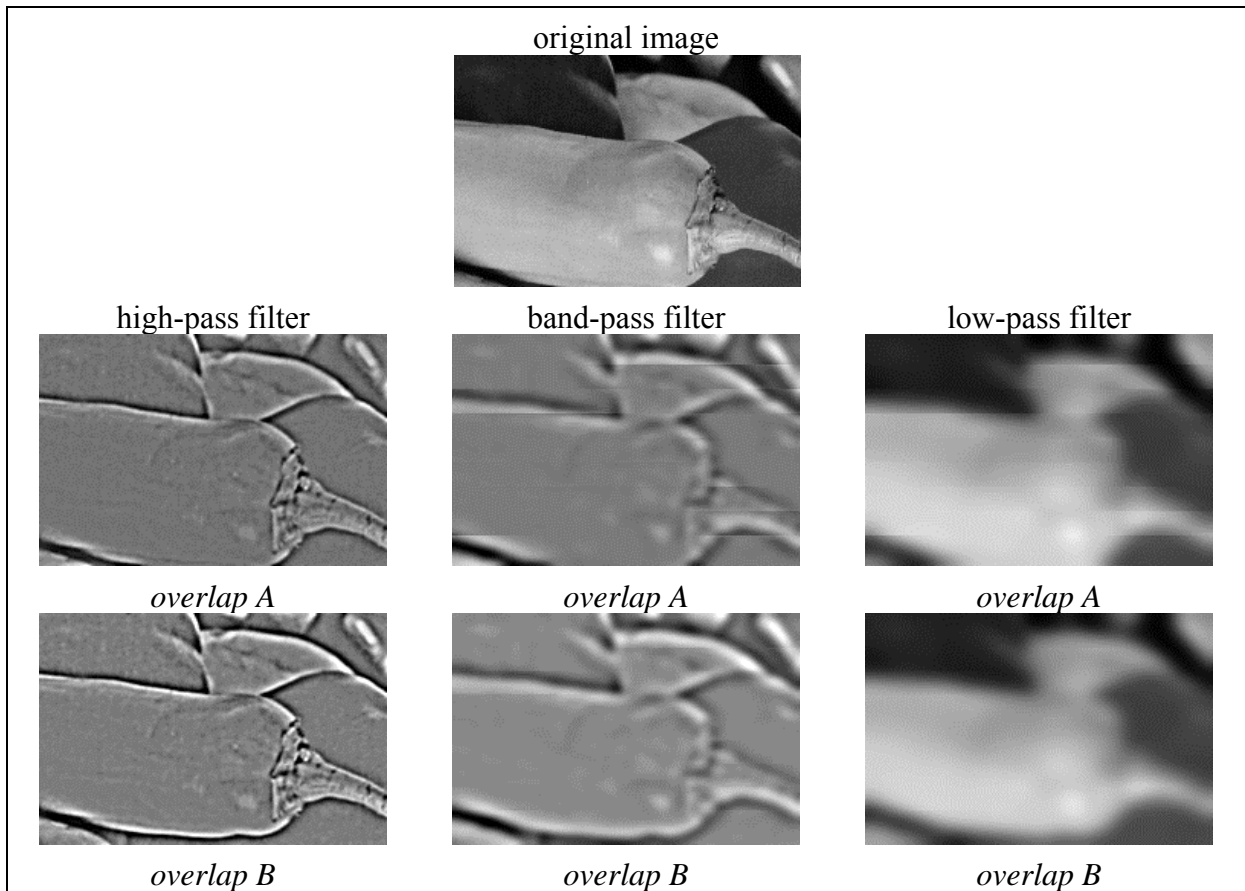 original image
high-pass filter
band-pass filter
low-pass filter
overlap A
overlap A
overlap A
overlap B
overlap B
overlap B